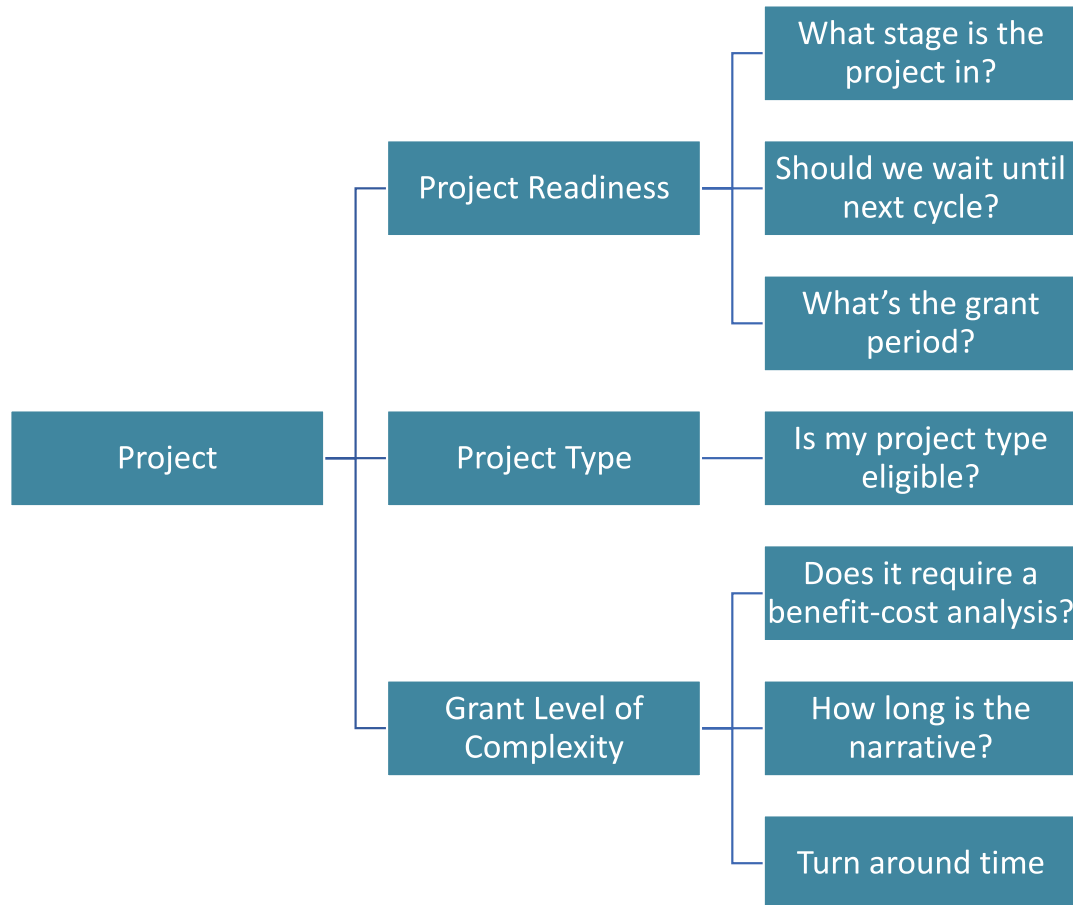 What stage is the
project in?
Project Readiness
Should we wait until
next cycle?
What’s the grant
period?
Project
Project Type
Is my project type
eligible?
Does it require a
benefit-cost analysis?
Grant Level of
Complexity
How long is the
narrative?
Turn around time